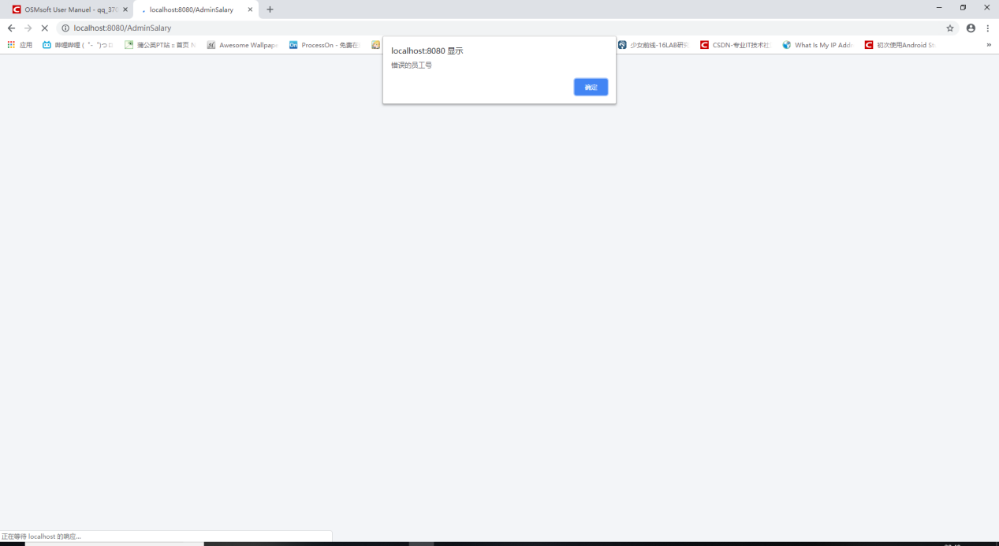 OSMsoft User Manuel - qq_370
localhost:8080/AdminSalary
localhost:8080/AdminSalary
应用
哔哩哔哩 ( ゜- ゜)つロ
蒲公英PT站 :: 首页
Awesome Wallpape
ProcessOn - 免费在
少女前线-16LAB研究
CSDN-专业IT技术社
What Is My IP Addr
初次使用Android St
localhost:8080 显示
错误的员工号
确定
正在等待 localhost 的响应...